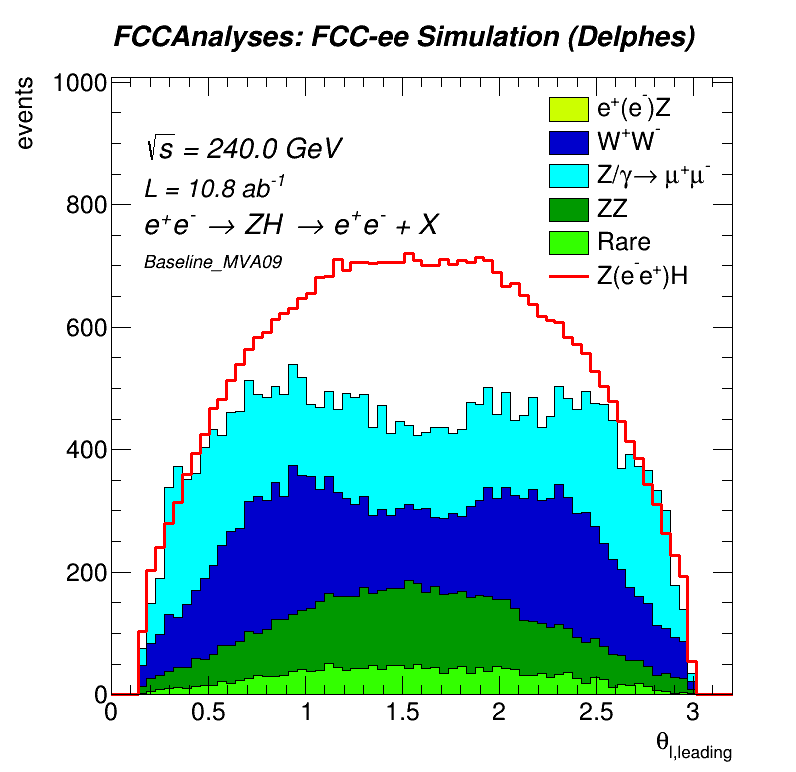 FCCAnalyses: FCC-ee Simulation (Delphes)
events
1000
800
600
400
200
0
√s = 240.0 GeV
L = 10.8 ab⁻¹
e⁺e⁻ → ZH → e⁺e⁻ + X
Baseline_MVA09
e⁺(e⁻)Z
W⁺W⁻
Z/γ→ μ⁺μ⁻
ZZ
Rare
Z(e⁻e⁺)H
0 0.5 1 1.5 2 2.5 3
θl,leading